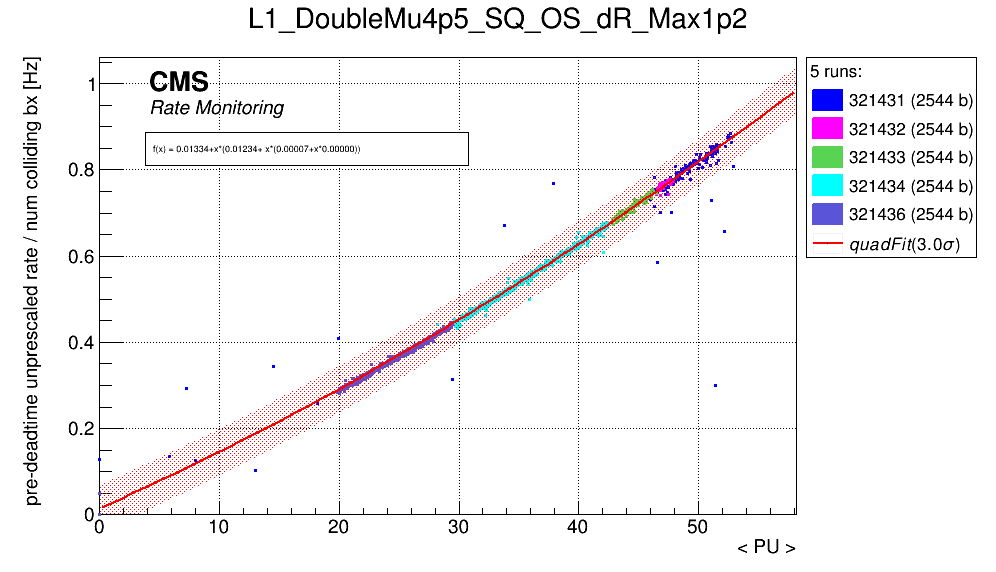 L1_DoubleMu4p5_SQ_OS_dR_Max1p2
pre-deadtime unprescaled rate / num colliding bx [Hz]
CMS
Rate Monitoring
f(x) = 0.01334+x*(0.01234+ x*(0.00007+x*0.00000))
1
0.8
0.6
0.4
0.2
0
0 10 20 30 40 50
< PU >
5 runs:
321431 (2544 b)
321432 (2544 b)
321433 (2544 b)
321434 (2544 b)
321436 (2544 b)
quadFit(3.0σ)